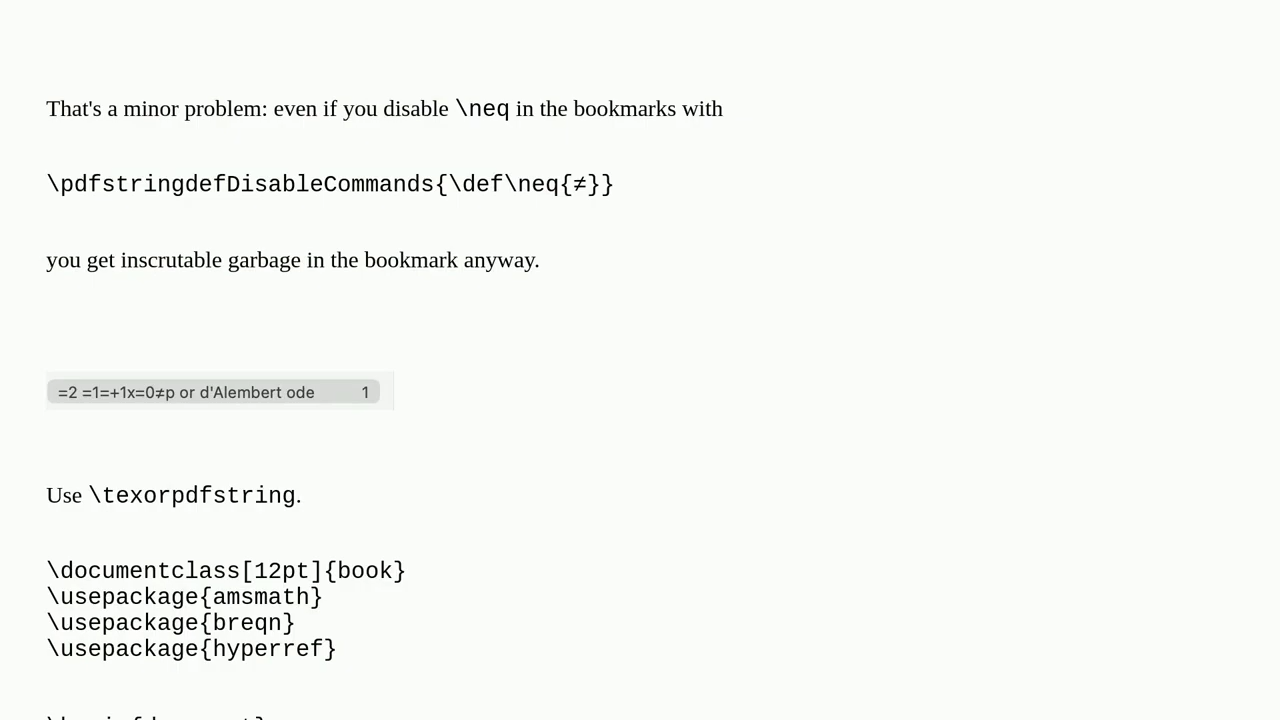 That's a minor problem: even if you disable \neq in the bookmarks with
\pdfstringdefDisableCommands{\def\neq{≠}}
you get inscrutable garbage in the bookmark anyway.
=2 =1=+1x=0≠p or d'Alembert ode 1
Use \texorpdfstring.
\documentclass[12pt]{book}
\usepackage{amsmath}
\usepackage{breqn}
\usepackage{hyperref}